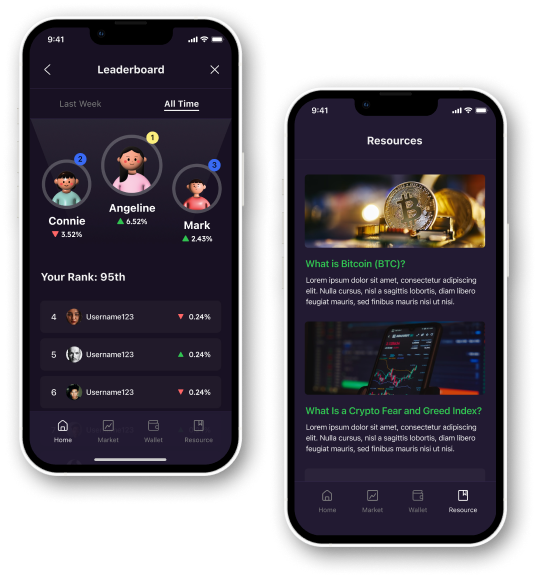 9:41
Leaderboard
Last Week
All Time
1
2
3
Angeline
6.52%
Connie
3.52%
Mark
2.43%
Your Rank: 95th
4 Username123 0.24%
5 Username123 0.24%
6 Username123 0.24%
Home Market Wallet Resource
9:41
Resources
What is Bitcoin (BTC)?
Lorem ipsum dolor sit amet, consectetur adipiscing
elit. Nulla cursus, nisl a sagittis lobortis, diam libero
feugiat mauris, sed finibus mauris nisi ut nisi.
What Is a Crypto Fear and Greed Index?
Lorem ipsum dolor sit amet, consectetur adipiscing
elit. Nulla cursus, nisl a sagittis lobortis, diam libero
feugiat mauris, sed finibus mauris nisi ut nisi.
Home Market Wallet Resource